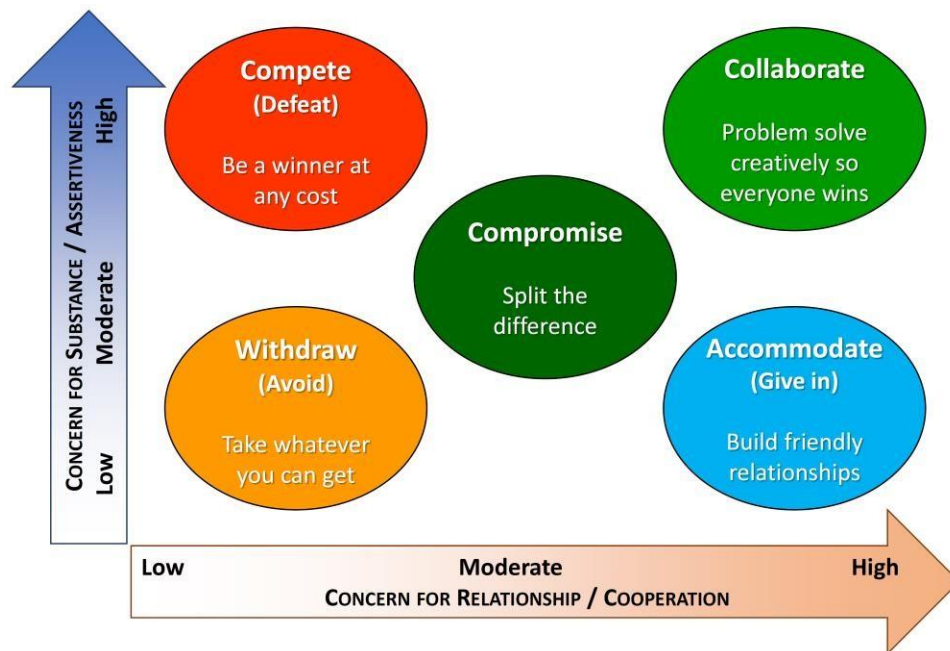 Compete
(Defeat)
Be a winner at
any cost
Collaborate
Problem solve
creatively so
everyone wins
Compromise
Split the
difference
Withdraw
(Avoid)
Take whatever
you can get
Accommodate
(Give in)
Build friendly
relationships
CONCERN FOR SUBSTANCE / ASSERTIVENESS
Low Moderate High
Low Moderate High
CONCERN FOR RELATIONSHIP / COOPERATION